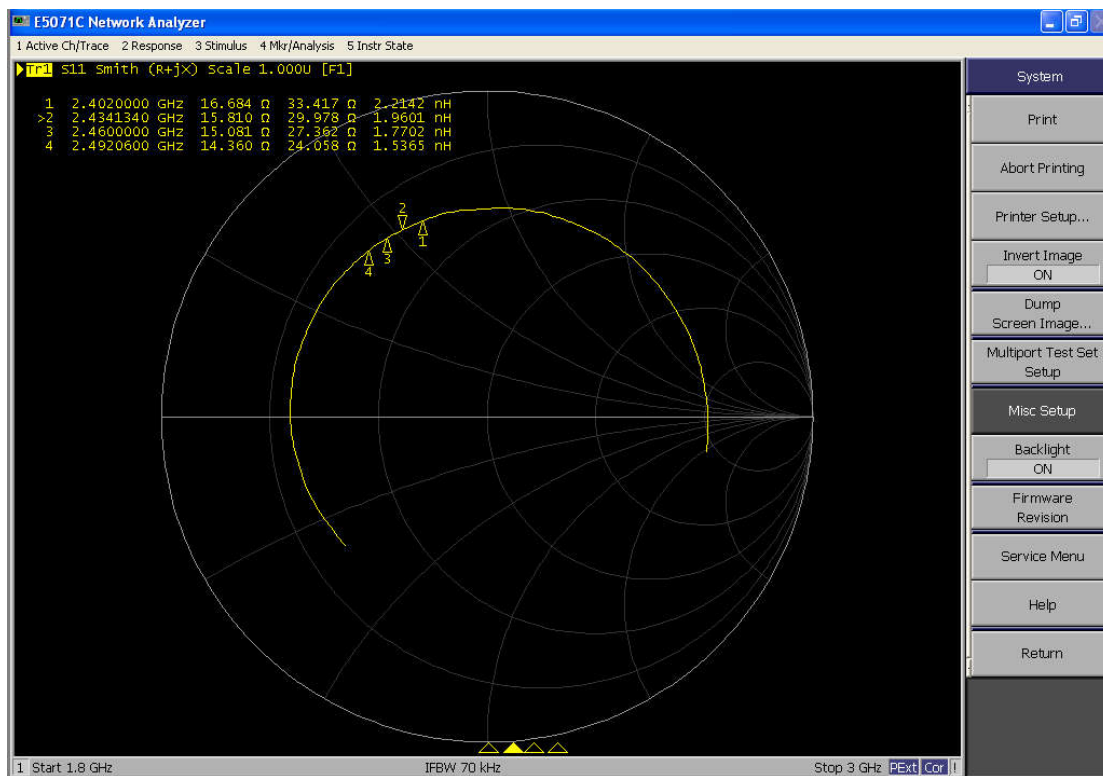 E5071C Network Analyzer
1 Active Ch/Trace 2 Response 3 Stimulus 4 Mkr/Analysis 5 Instr State
Tr1 S11 Smith (R+jX) Scale 1.000U [F1]
1 2.4020000 GHz 16.684 Ω 33.417 Ω 2.2142 nH
>2 2.4341340 GHz 15.810 Ω 29.978 Ω 1.9601 nH
3 2.4600000 GHz 15.081 Ω 27.362 Ω 1.7702 nH
4 2.4920600 GHz 14.360 Ω 24.058 Ω 1.5365 nH
2
1
3
4
System
Print
Abort Printing
Printer Setup...
Invert Image
ON
Dump
Screen Image...
Multiport Test Set
Setup
Misc Setup
Backlight
ON
Firmware
Revision
Service Menu
Help
Return
1 Start 1.8 GHz IFBW 70 kHz Stop 3 GHz PExt Cor !